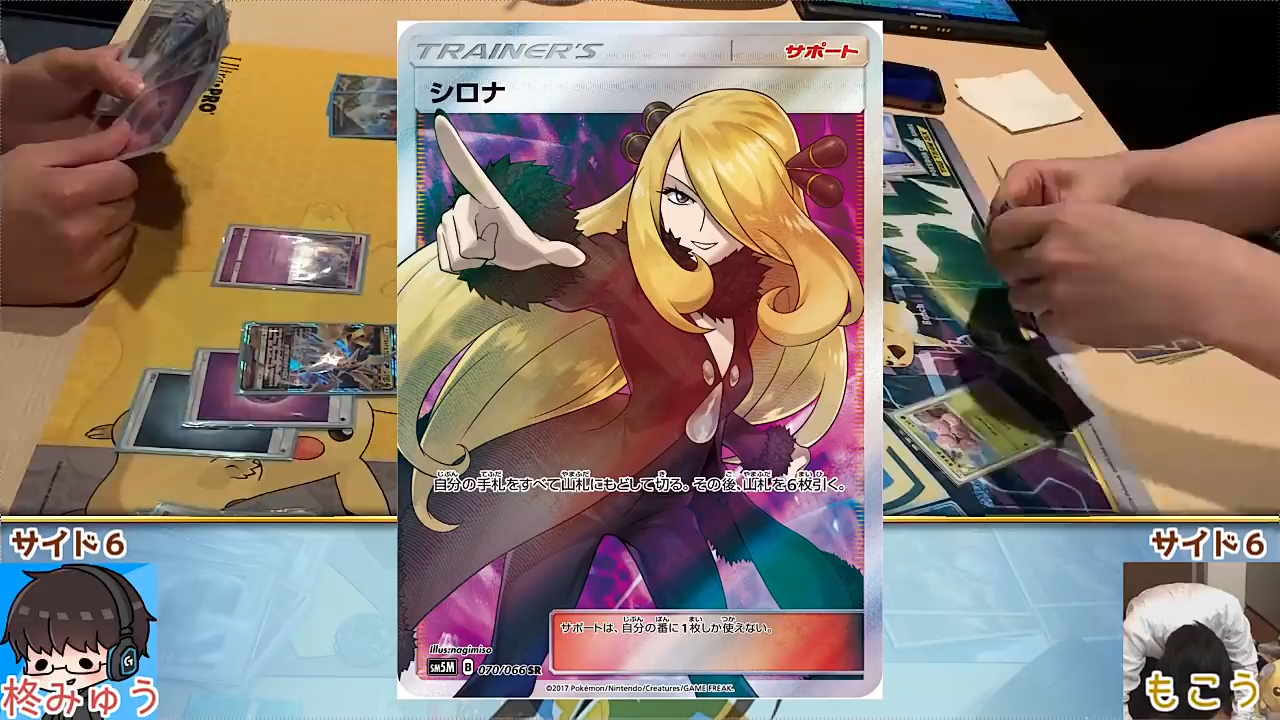 Ultra PRO
TRAINER'S
サポート
シロナ
自分の手札をすべて山札にもどして切る。その後、山札を6枚引く。
サポートは、自分の番に1枚しか使えない。
illus:nagimiso
SM5M B 070/066 SR
©2017 Pokémon/Nintendo/Creatures/GAME FREAK.
サイド6
サイド6
柊みゅう
もこう